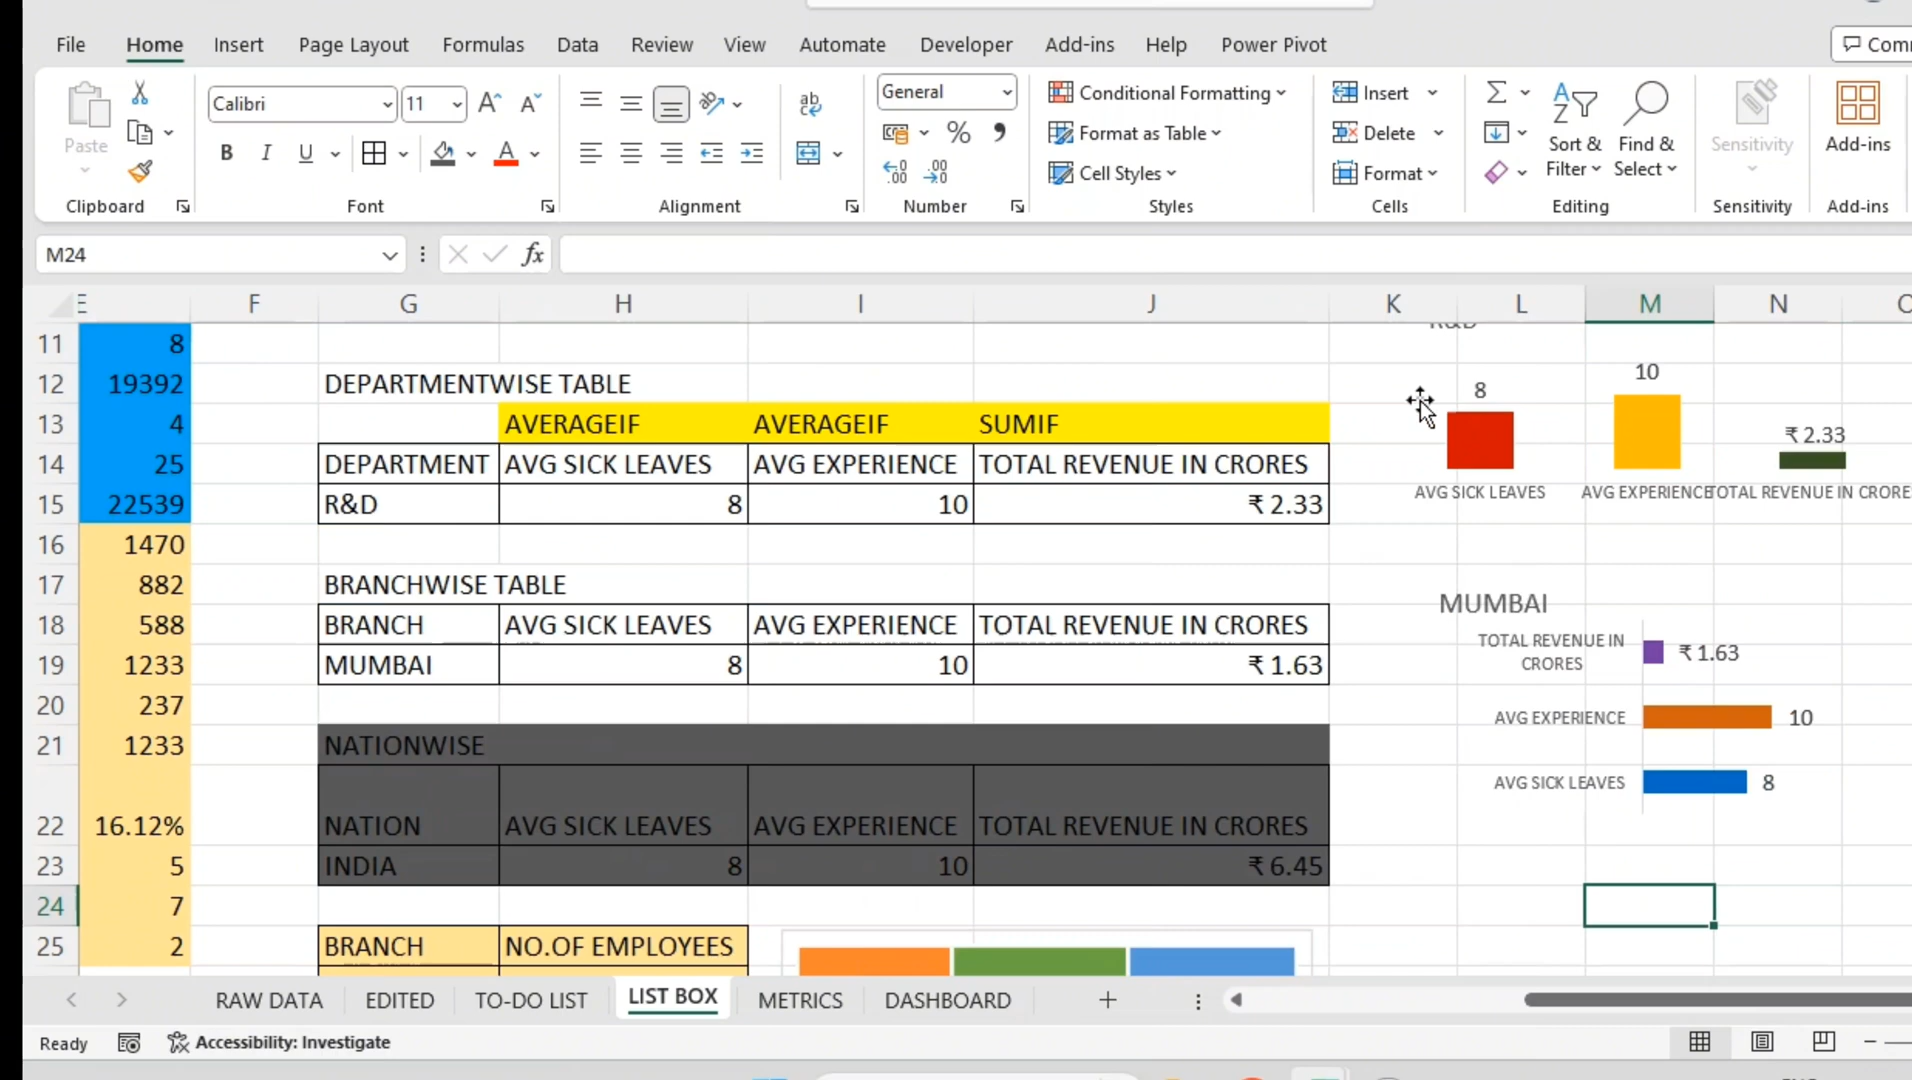 File Home Insert Page Layout Formulas Data Review View Automate Developer Add-ins Help Power Pivot
Paste
Calibri 11
B I U A
ab
General
% 9
Conditional Formatting
Format as Table
Cell Styles
Insert
Delete
Format
Σ
Sort & Filter
Find & Select
Sensitivity
Add-ins
Clipboard Font Alignment Number Styles Cells Editing Sensitivity Add-ins
M24 fx
E F G H I J K L M N
11 8
12 19392 DEPARTMENTWISE TABLE
13 4 AVERAGEIF AVERAGEIF SUMIF
14 25 DEPARTMENT AVG SICK LEAVES AVG EXPERIENCE TOTAL REVENUE IN CRORES
15 22539 R&D 8 10 ₹ 2.33
16 1470
17 882 BRANCHWISE TABLE
18 588 BRANCH AVG SICK LEAVES AVG EXPERIENCE TOTAL REVENUE IN CRORES
19 1233 MUMBAI 8 10 ₹ 1.63
20 237
21 1233 NATIONWISE
22 16.12% NATION AVG SICK LEAVES AVG EXPERIENCE TOTAL REVENUE IN CRORES
23 5 INDIA 8 10 ₹ 6.45
24 7
25 2 BRANCH NO.OF EMPLOYEES
R&D
8 10 ₹ 2.33
AVG SICK LEAVES AVG EXPERIENCE TOTAL REVENUE IN CRORE
MUMBAI
TOTAL REVENUE IN
CRORES ₹ 1.63
AVG EXPERIENCE 10
AVG SICK LEAVES 8
RAW DATA EDITED TO-DO LIST LIST BOX METRICS DASHBOARD +
Ready Accessibility: Investigate